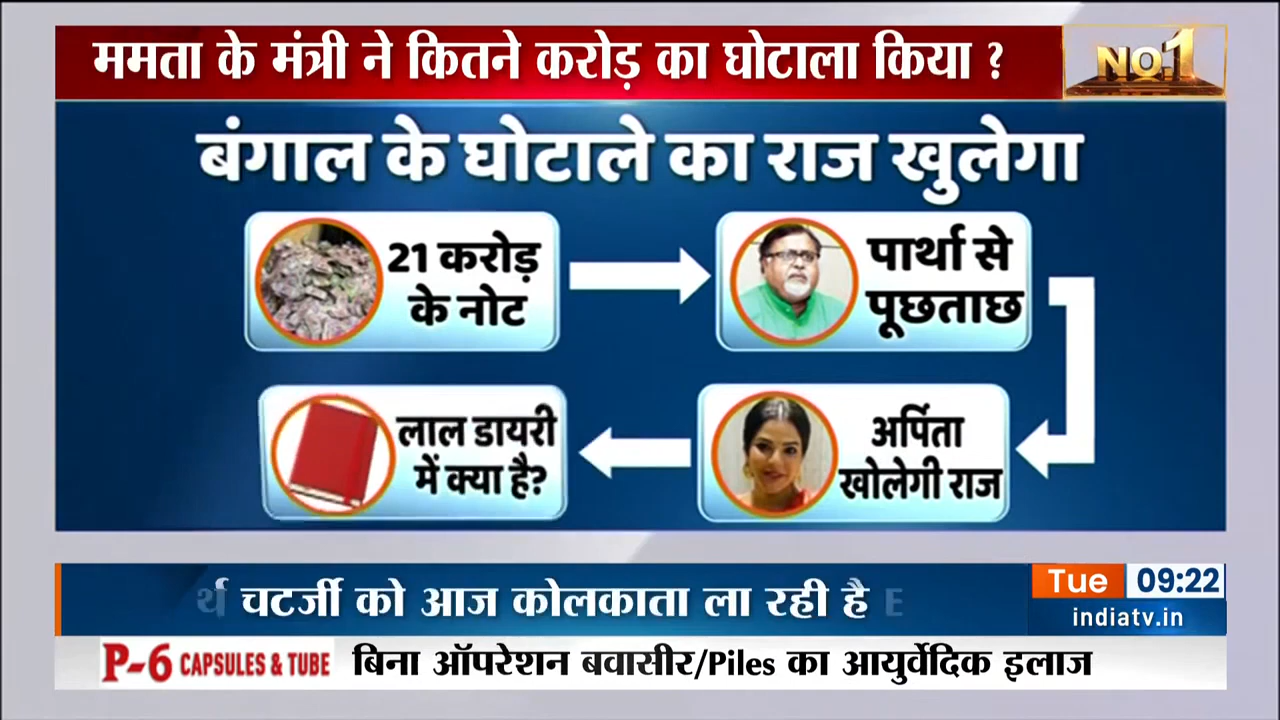 ममता के मंत्री ने कितने करोड़ का घोटाला किया ?
NO.1
बंगाल के घोटाले का राज खुलेगा
21 करोड़
के नोट
पार्था से
पूछताछ
अर्पिता
खोलेगी राज
लाल डायरी
में क्या है?
र्थ चटर्जी को आज कोलकाता ला रही है E
Tue 09:22
indiatv.in
P-6 CAPSULES & TUBE बिना ऑपरेशन बवासीर/Piles का आयुर्वेदिक इलाज